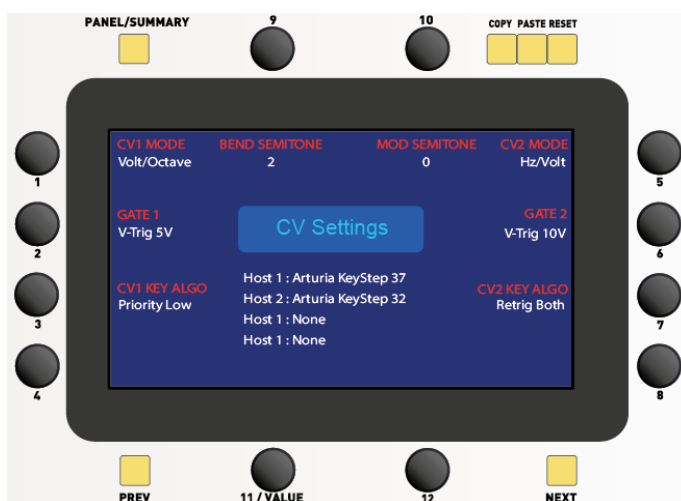 PANEL/SUMMARY 9 10 COPY PASTE RESET
CV1 MODE BEND SEMITONE MOD SEMITONE CV2 MODE
Volt/Octave 2 0 Hz/Volt
1 5
GATE 1 CV Settings GATE 2
V-Trig 5V V-Trig 10V
2 6
Host 1 : Arturia KeyStep 37
CV1 KEY ALGO Host 2 : Arturia KeyStep 32 CV2 KEY ALGO
Priority Low Retrig Both
Host 1 : None
3 7
Host 1 : None
4 8
PREV 11 / VALUE 12 NEXT